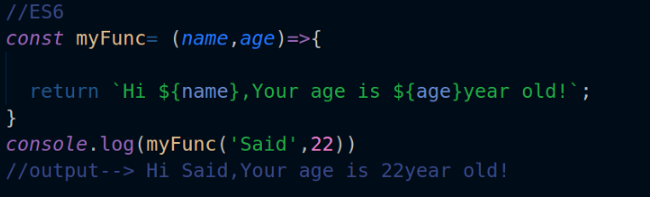 //ES6
const myFunc= (name,age)=>{
return `Hi ${name},Your age is ${age}year old!`;
}
console.log(myFunc('Said',22))
//output--> Hi Said,Your age is 22year old!